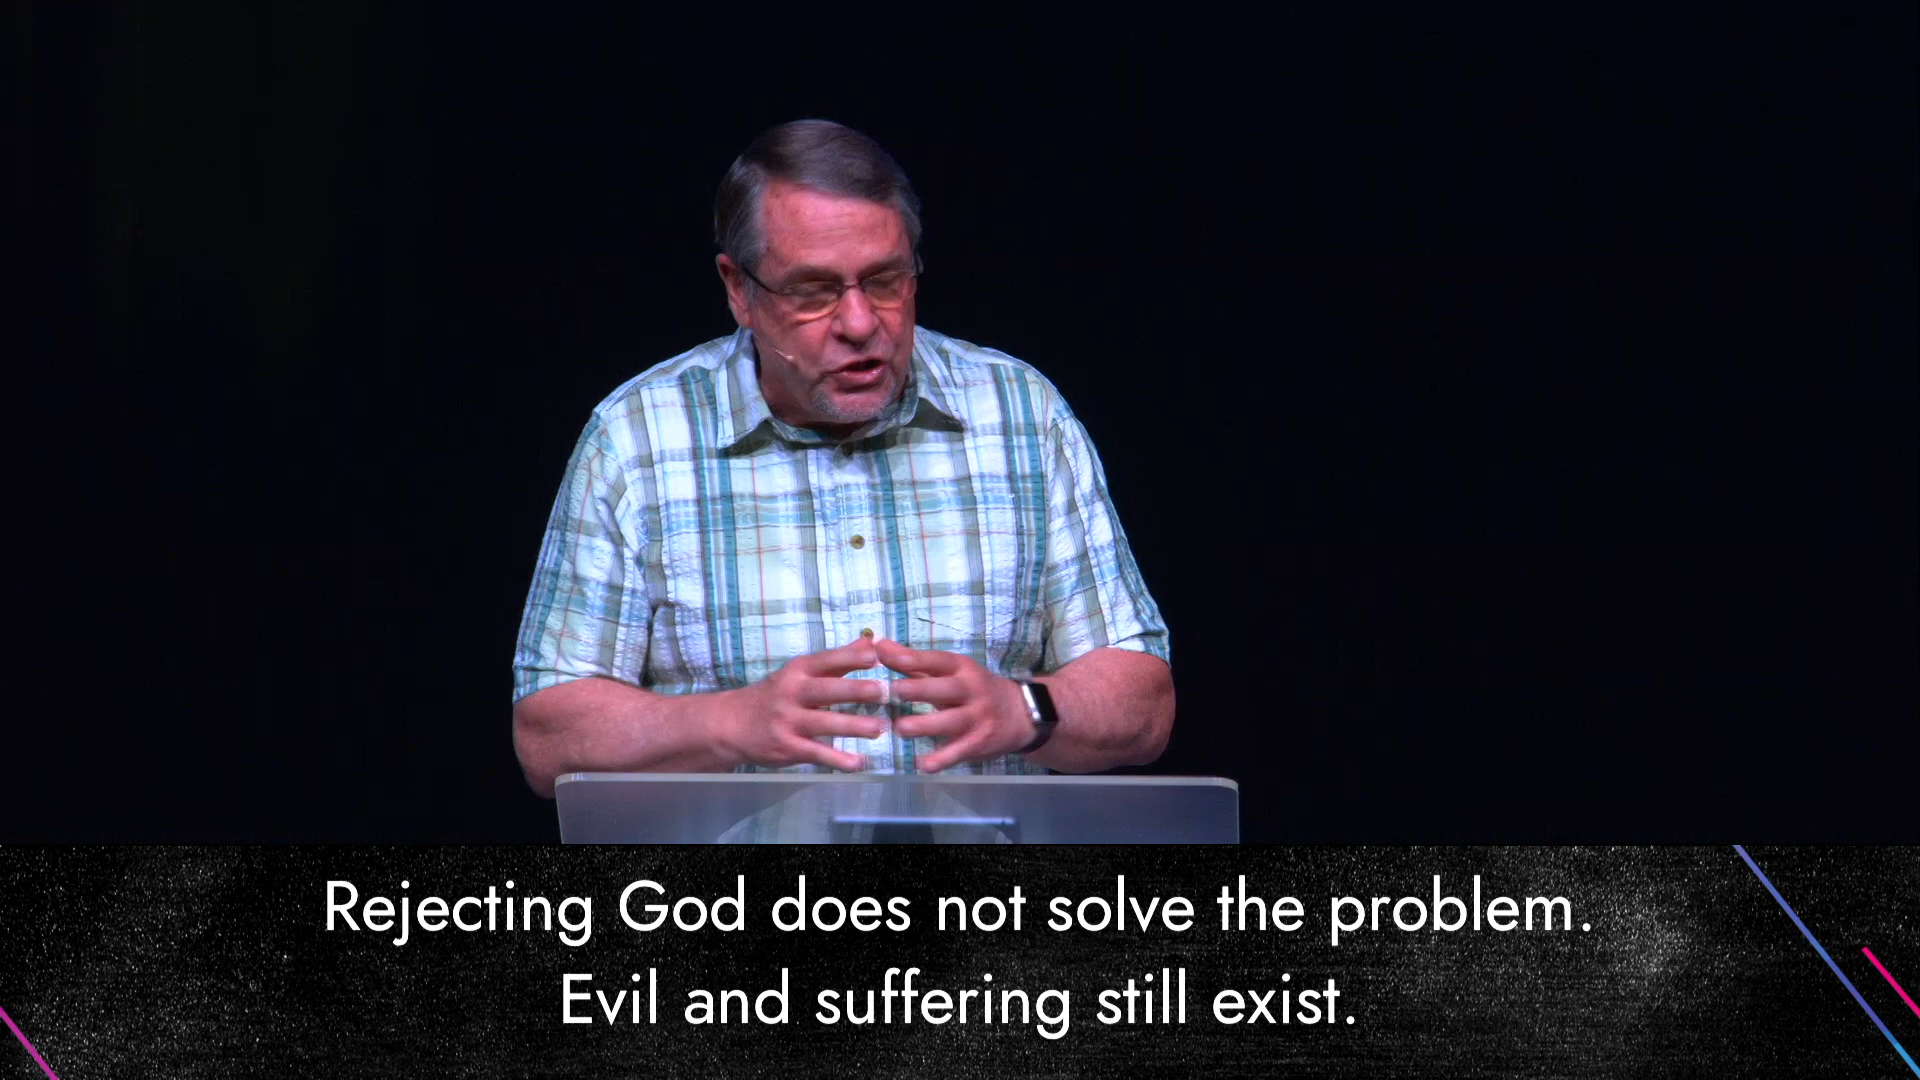 Rejecting God does not solve the problem.
Evil and suffering still exist.